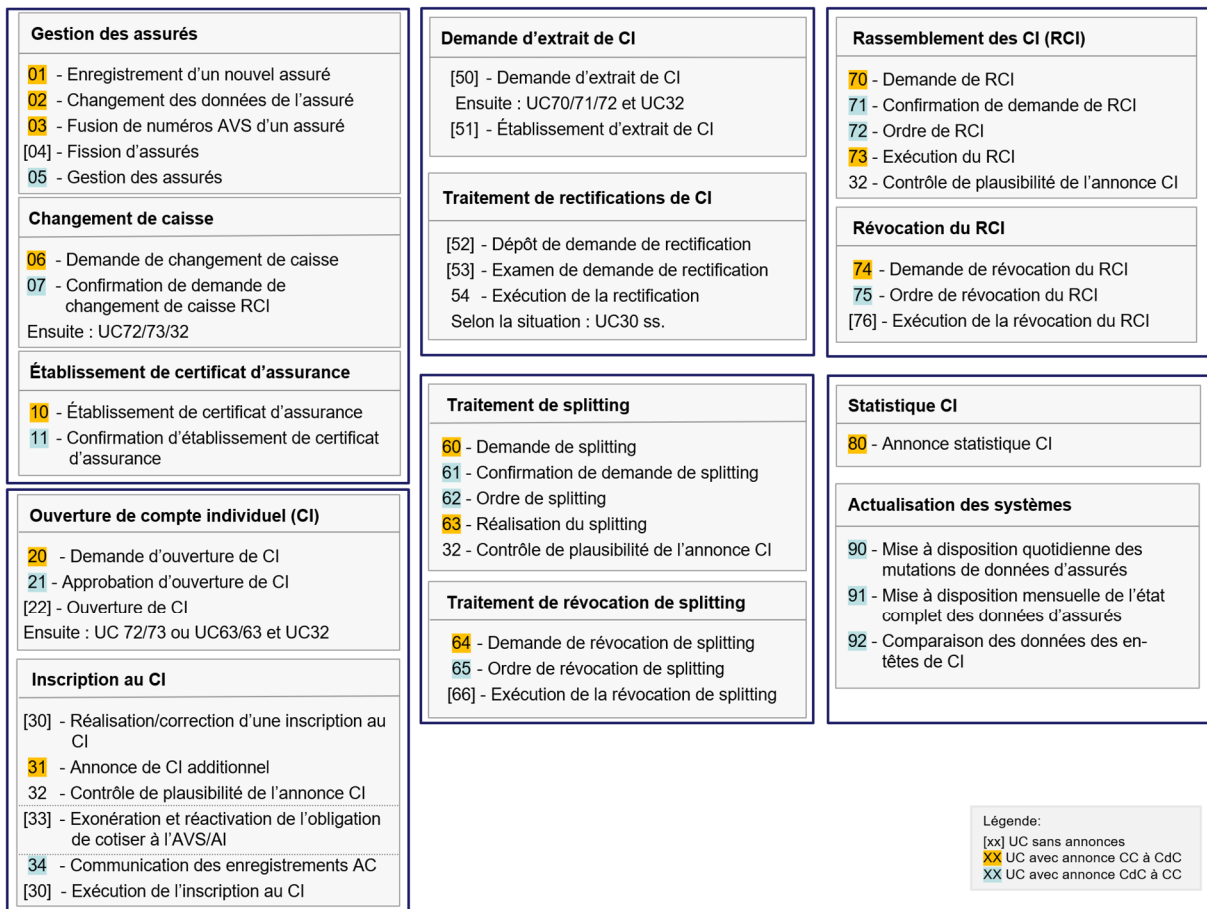 Gestion des assurés
01 - Enregistrement d'un nouvel assuré
02 - Changement des données de l'assuré
03 - Fusion de numéros AVS d'un assuré
[04] - Fission d'assurés
05 - Gestion des assurés
Changement de caisse
06 - Demande de changement de caisse
07 - Confirmation de demande de
changement de caisse RCI
Ensuite : UC72/73/32
Établissement de certificat d'assurance
10 - Établissement de certificat d'assurance
11 - Confirmation d'établissement de certificat
d'assurance
Ouverture de compte individuel (CI)
20 - Demande d'ouverture de CI
21 - Approbation d'ouverture de CI
[22] - Ouverture de CI
Ensuite : UC 72/73 ou UC63/63 et UC32
Inscription au CI
[30] - Réalisation/correction d'une inscription au
CI
31 - Annonce de CI additionnel
32 - Contrôle de plausibilité de l'annonce CI
[33] - Exonération et réactivation de l'obligation
de cotiser à l'AVS/AI
34 - Communication des enregistrements AC
[30] - Exécution de l'inscription au CI
Demande d'extrait de CI
[50] - Demande d'extrait de CI
Ensuite : UC70/71/72 et UC32
[51] - Établissement d'extrait de CI
Traitement de rectifications de CI
[52] - Dépôt de demande de rectification
[53] - Examen de demande de rectification
54 - Exécution de la rectification
Selon la situation : UC30 ss.
Traitement de splitting
60 - Demande de splitting
61 - Confirmation de demande de splitting
62 - Ordre de splitting
63 - Réalisation du splitting
32 - Contrôle de plausibilité de l'annonce CI
Traitement de révocation de splitting
64 - Demande de révocation de splitting
65 - Ordre de révocation de splitting
[66] - Exécution de la révocation de splitting
Rassemblement des CI (RCI)
70 - Demande de RCI
71 - Confirmation de demande de RCI
72 - Ordre de RCI
73 - Exécution du RCI
32 - Contrôle de plausibilité de l'annonce CI
Révocation du RCI
74 - Demande de révocation du RCI
75 - Ordre de révocation du RCI
[76] - Exécution de la révocation du RCI
Statistique CI
80 - Annonce statistique CI
Actualisation des systèmes
90 - Mise à disposition quotidienne des
mutations de données d'assurés
91 - Mise à disposition mensuelle de l'état
complet des données d'assurés
92 - Comparaison des données des en-
têtes de CI
Légende:
[xx] UC sans annonces
XX UC avec annonce CC à CdC
XX UC avec annonce CdC à CC